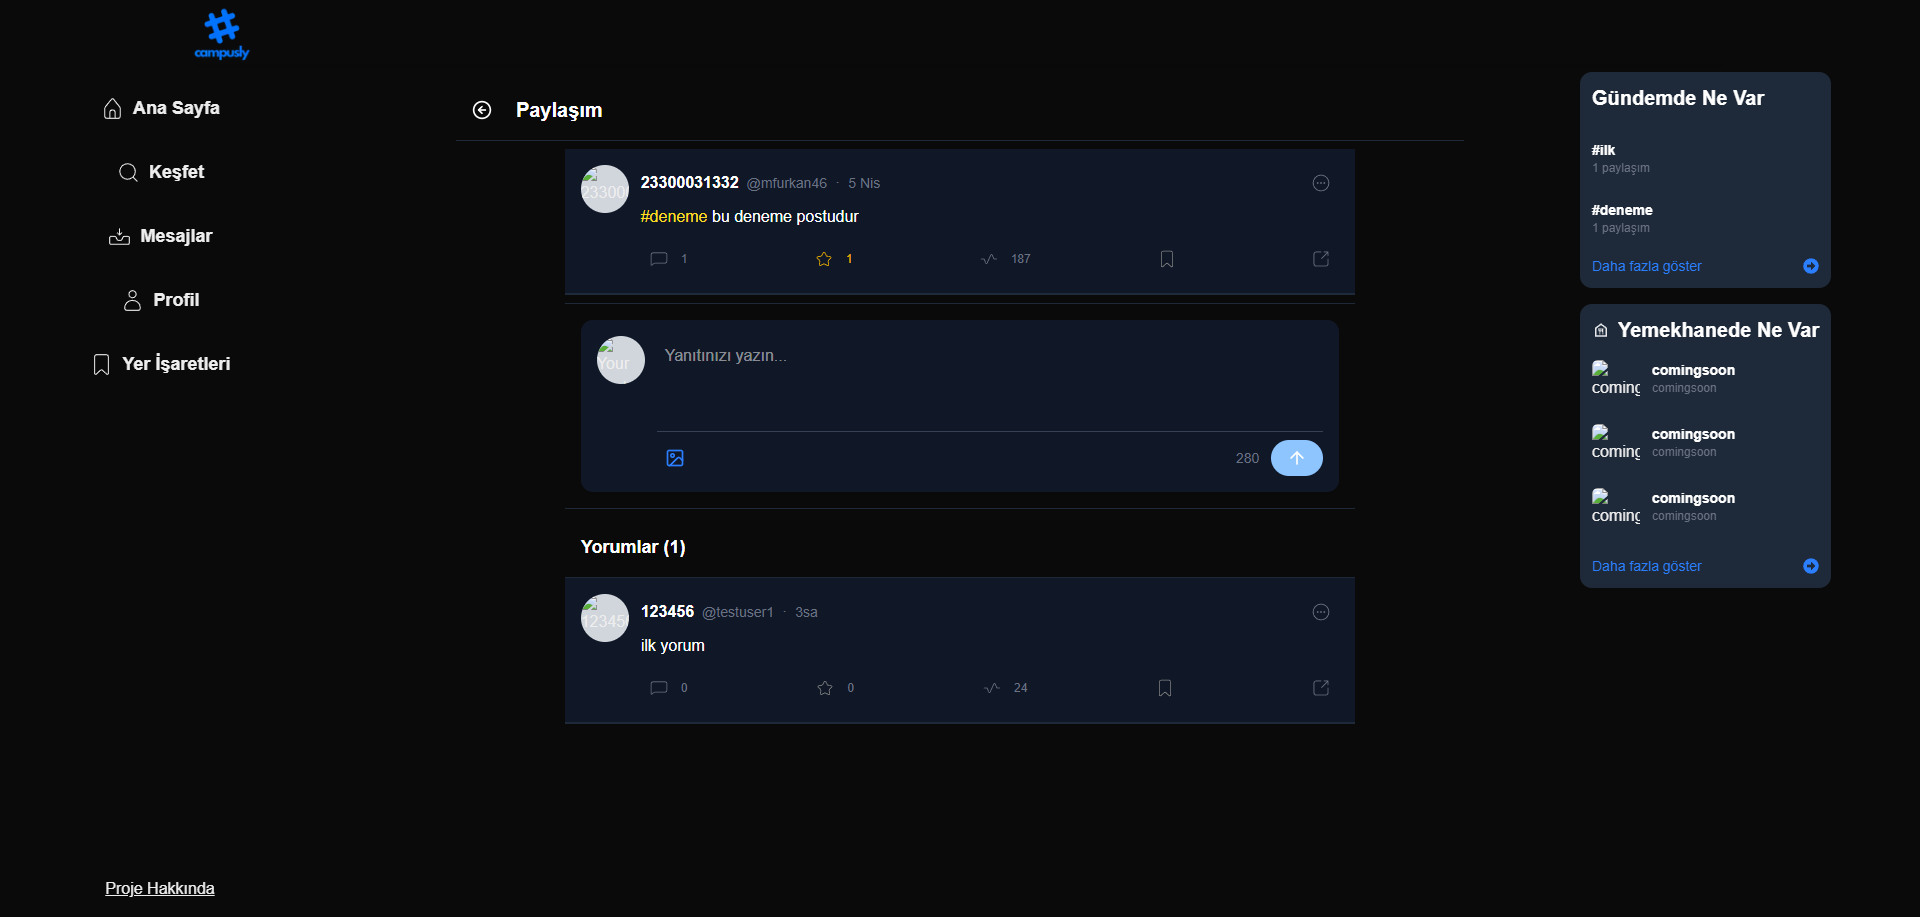 campusly
Ana Sayfa
Keşfet
Mesajlar
Profil
Yer İşaretleri
Proje Hakkında
Paylaşım
23300031332 @mfurkan46 · 5 Nis
#deneme bu deneme postudur
1 1 187
Your
Yanıtınızı yazın...
280
Yorumlar (1)
123456 @testuser1 · 3sa
ilk yorum
0 0 24
Gündemde Ne Var
#ilk
1 paylaşım
#deneme
1 paylaşım
Daha fazla göster
Yemekhanede Ne Var
comingsoon
coming comingsoon
comingsoon
coming comingsoon
comingsoon
coming comingsoon
Daha fazla göster